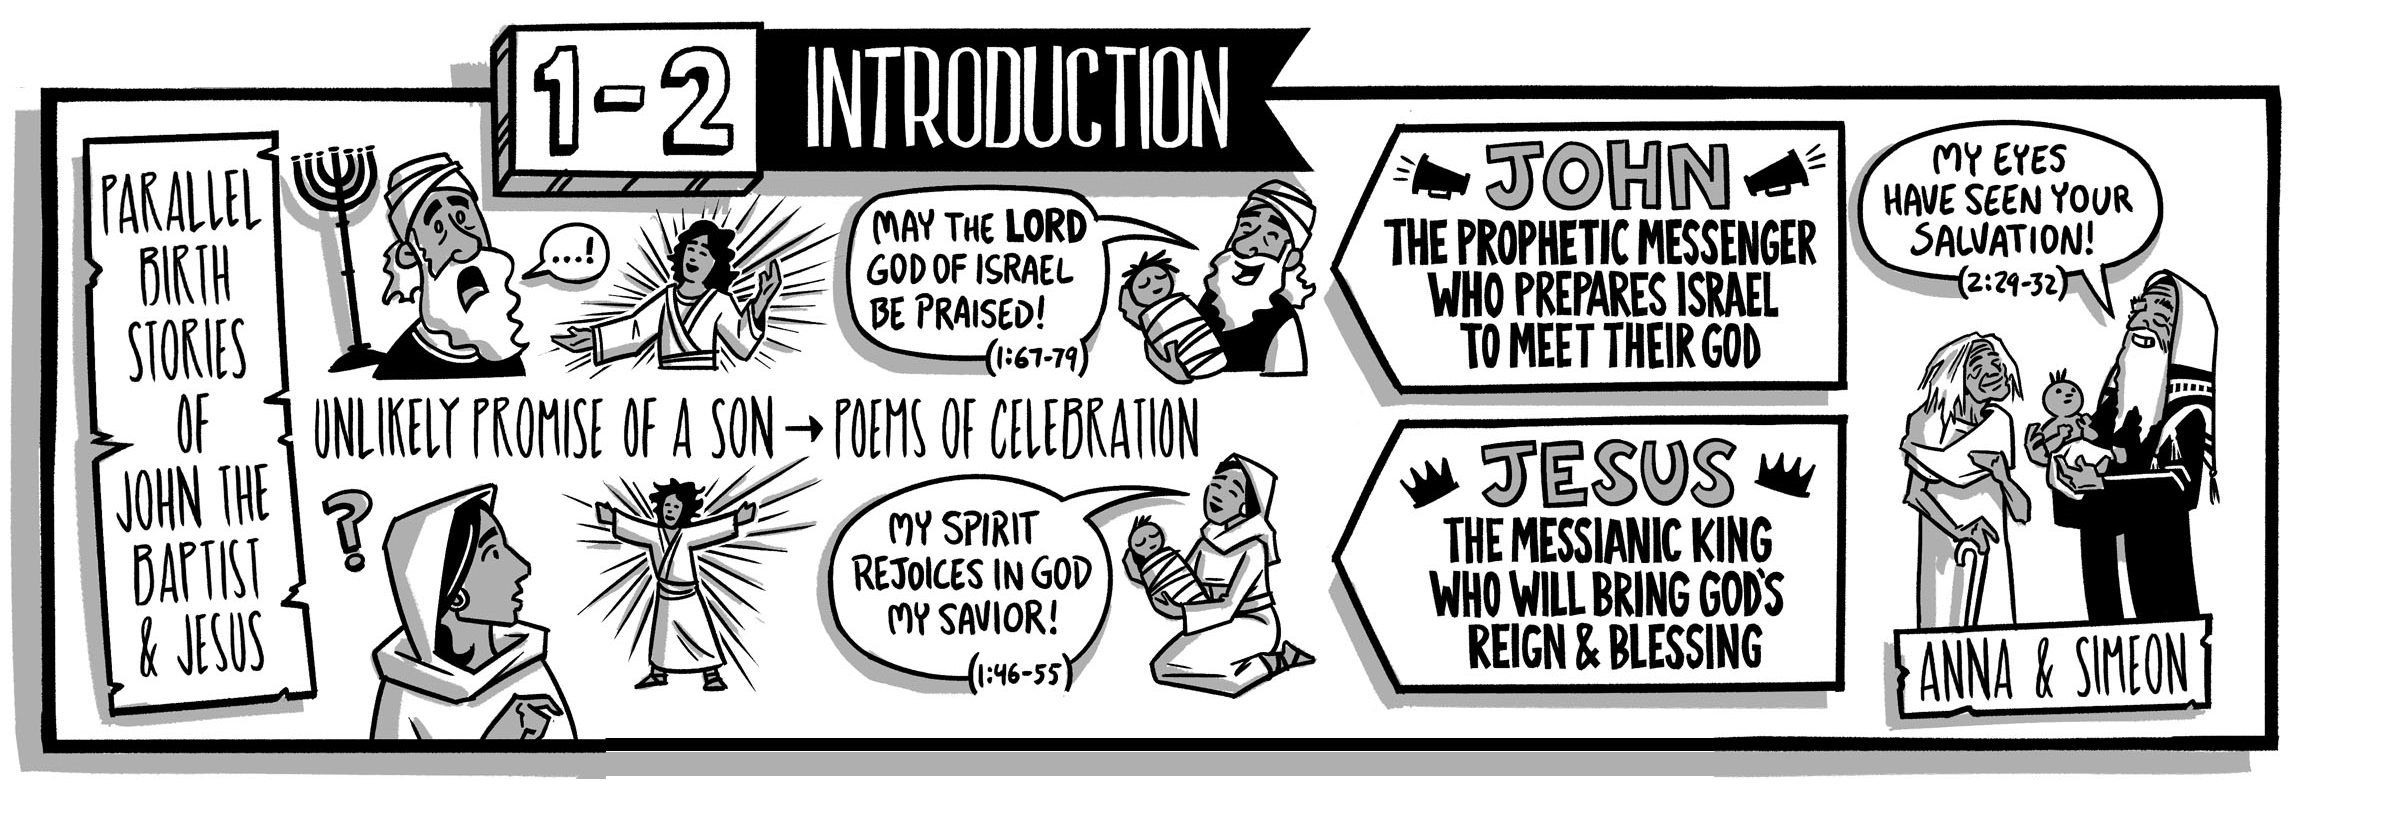 1-2 INTRODUCTION
PARALLEL
BIRTH
STORIES
OF
JOHN THE
BAPTIST
& JESUS
...!
MAY THE LORD
GOD OF ISRAEL
BE PRAISED!
(1:67-79)
UNLIKELY PROMISE OF A SON → POEMS OF CELEBRATION
?
MY SPIRIT
REJOICES IN GOD
MY SAVIOR!
(1:46-55)
JOHN
THE PROPHETIC MESSENGER
WHO PREPARES ISRAEL
TO MEET THEIR GOD
JESUS
THE MESSIANIC KING
WHO WILL BRING GOD'S
REIGN & BLESSING
MY EYES
HAVE SEEN YOUR
SALVATION!
(2:29-32)
ANNA & SIMEON